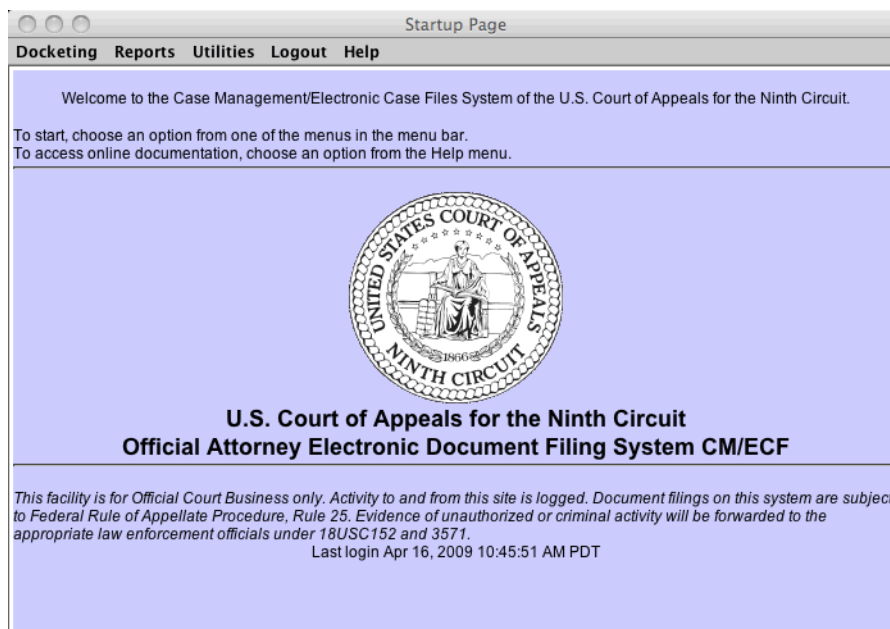 Startup Page
Docketing Reports Utilities Logout Help
Welcome to the Case Management/Electronic Case Files System of the U.S. Court of Appeals for the Ninth Circuit.
To start, choose an option from one of the menus in the menu bar.
To access online documentation, choose an option from the Help menu.
UNITED STATES COURT OF APPEALS
1866
NINTH CIRCUIT
U.S. Court of Appeals for the Ninth Circuit
Official Attorney Electronic Document Filing System CM/ECF
This facility is for Official Court Business only. Activity to and from this site is logged. Document filings on this system are subject
to Federal Rule of Appellate Procedure, Rule 25. Evidence of unauthorized or criminal activity will be forwarded to the
appropriate law enforcement officials under 18USC152 and 3571.
Last login Apr 16, 2009 10:45:51 AM PDT